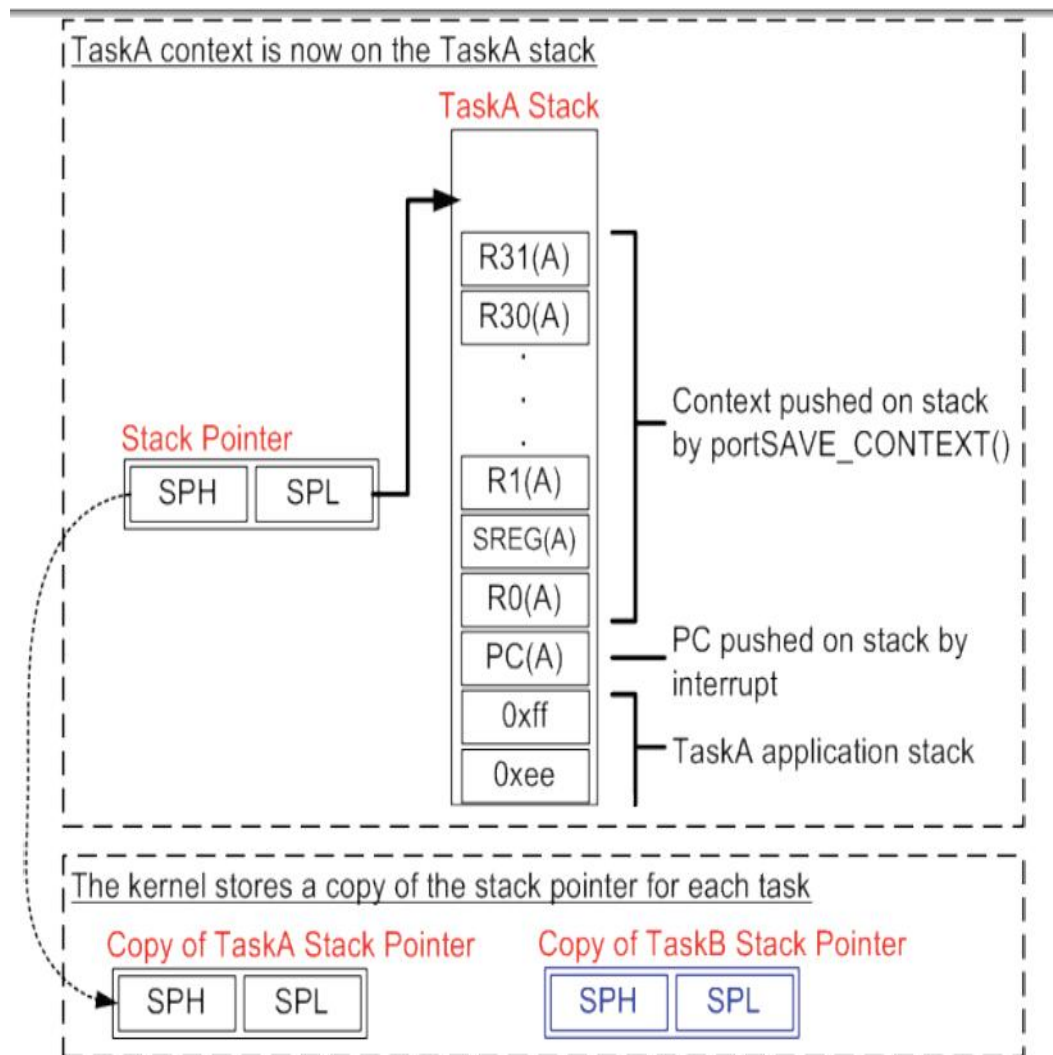 TaskA context is now on the TaskA stack
TaskA Stack
R31(A)
R30(A)
.
.
.
Stack Pointer
SPH SPL
R1(A)
SREG(A)
R0(A)
PC(A)
0xff
0xee
Context pushed on stack
by portSAVE_CONTEXT()
PC pushed on stack by
interrupt
TaskA application stack
The kernel stores a copy of the stack pointer for each task
Copy of TaskA Stack Pointer
SPH SPL
Copy of TaskB Stack Pointer
SPH SPL